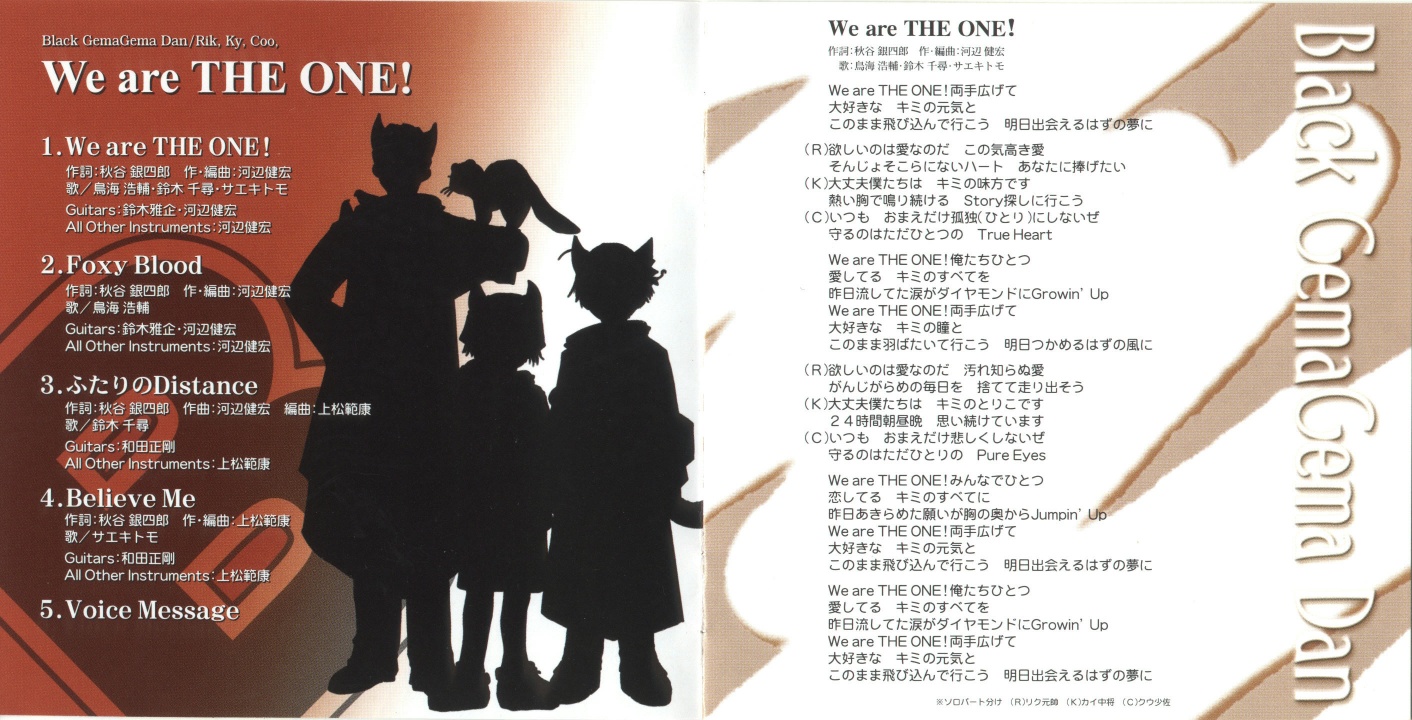 Black GemaGema Dan/Rik, Ky, Coo,
We are THE ONE!
1.We are THE ONE!
作詞:秋谷 銀四郎　作・編曲:河辺健宏
歌／鳥海 浩輔・鈴木 千尋・サエキトモ
Guitars:鈴木雅企・河辺健宏
All Other Instruments:河辺健宏
2.Foxy Blood
作詞:秋谷 銀四郎　作・編曲:河辺健宏
歌／鳥海 浩輔
Guitars:鈴木雅企・河辺健宏
All Other Instruments:河辺健宏
3.ふたりのDistance
作詞:秋谷 銀四郎　作曲:河辺健宏　編曲:上松範康
歌／鈴木 千尋
Guitars:和田正剛
All Other Instruments:上松範康
4.Believe Me
作詞:秋谷 銀四郎　作・編曲:上松範康
歌／サエキトモ
Guitars:和田正剛
All Other Instruments:上松範康
5.Voice Message
B
D
We are THE ONE!
作詞:秋谷 銀四郎　作・編曲:河辺 健宏
歌:鳥海 浩輔・鈴木 千尋・サエキトモ
We are THE ONE!両手広げて
大好きな　キミの元気と
このまま飛び込んで行こう　明日出会えるはずの夢に
(R)欲しいのは愛なのだ　この気高き愛
そんじょそこらにないハート　あなたに捧げたい
(K)大丈夫僕たちは　キミの味方です
熱い胸で鳴り続ける　Story探しに行こう
(C)いつも　おまえだけ孤独(ひとり)にしないぜ
守るのはただひとつの　True Heart
We are THE ONE!俺たちひとつ
愛してる　キミのすべてを
昨日流してた涙がダイヤモンドにGrowin' Up
We are THE ONE!両手広げて
大好きな　キミの瞳と
このまま羽ばたいて行こう　明日つかめるはずの風に
(R)欲しいのは愛なのだ　汚れ知らぬ愛
がんじがらめの毎日を　捨てて走り出そう
(K)大丈夫僕たちは　キミのとりこです
２４時間朝昼晩　思い続けています
(C)いつも　おまえだけ悲しくしないぜ
守るのはただひとりの　Pure Eyes
We are THE ONE!みんなでひとつ
恋してる　キミのすべてに
昨日あきらめた願いが胸の奥からJumpin' Up
We are THE ONE!両手広げて
大好きな　キミの元気と
このまま飛び込んで行こう　明日出会えるはずの夢に
We are THE ONE!俺たちひとつ
愛してる　キミのすべてを
昨日流してた涙がダイヤモンドにGrowin' Up
We are THE ONE!両手広げて
大好きな　キミの元気と
このまま飛び込んで行こう　明日出会えるはずの夢に
※ソロパート分け　(R)リク元帥　(K)カイ中将　(C)クウ少佐
Black GemaGema Dan